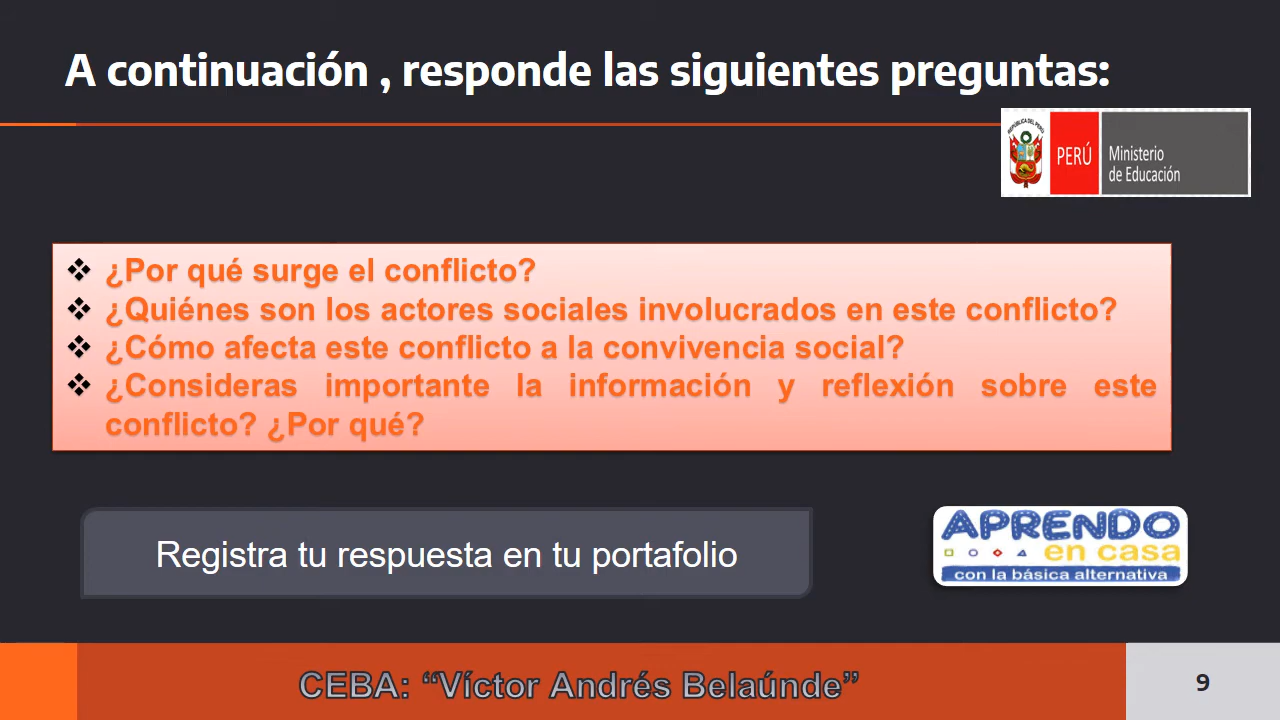 A continuación , responde las siguientes preguntas:
REPÚBLICA DEL PERÚ
PERÚ
Ministerio
de Educación
❖ ¿Por qué surge el conflicto?
❖ ¿Quiénes son los actores sociales involucrados en este conflicto?
❖ ¿Cómo afecta este conflicto a la convivencia social?
❖ ¿Consideras importante la información y reflexión sobre este
conflicto? ¿Por qué?
Registra tu respuesta en tu portafolio
APRENDO
en casa
con la básica alternativa
CEBA: “Víctor Andrés Belaúnde”
9